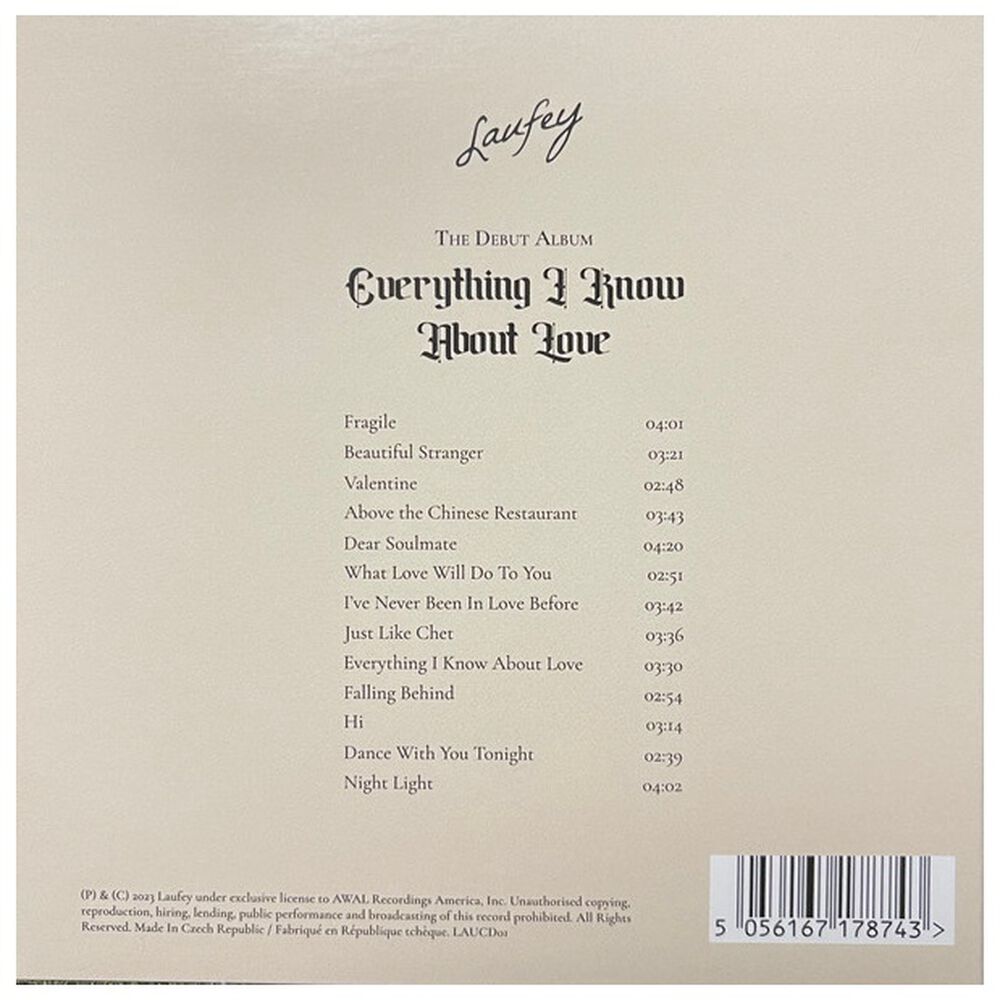 Laufey
The Debut Album
Everything I Know
About Love
Fragile 04:01
Beautiful Stranger 03:21
Valentine 02:48
Above the Chinese Restaurant 03:43
Dear Soulmate 04:20
What Love Will Do To You 02:51
I've Never Been In Love Before 03:42
Just Like Chet 03:36
Everything I Know About Love 03:30
Falling Behind 02:54
Hi 03:14
Dance With You Tonight 02:39
Night Light 04:02
(P) & (C) 2023 Laufey under exclusive license to AWAL Recordings America, Inc. Unauthorised copying,
reproduction, hiring, lending, public performance and broadcasting of this record prohibited. All Rights
Reserved. Made In Czech Republic / Fabriqué en République tchèque. LAUCD01
5 056167 178743 >